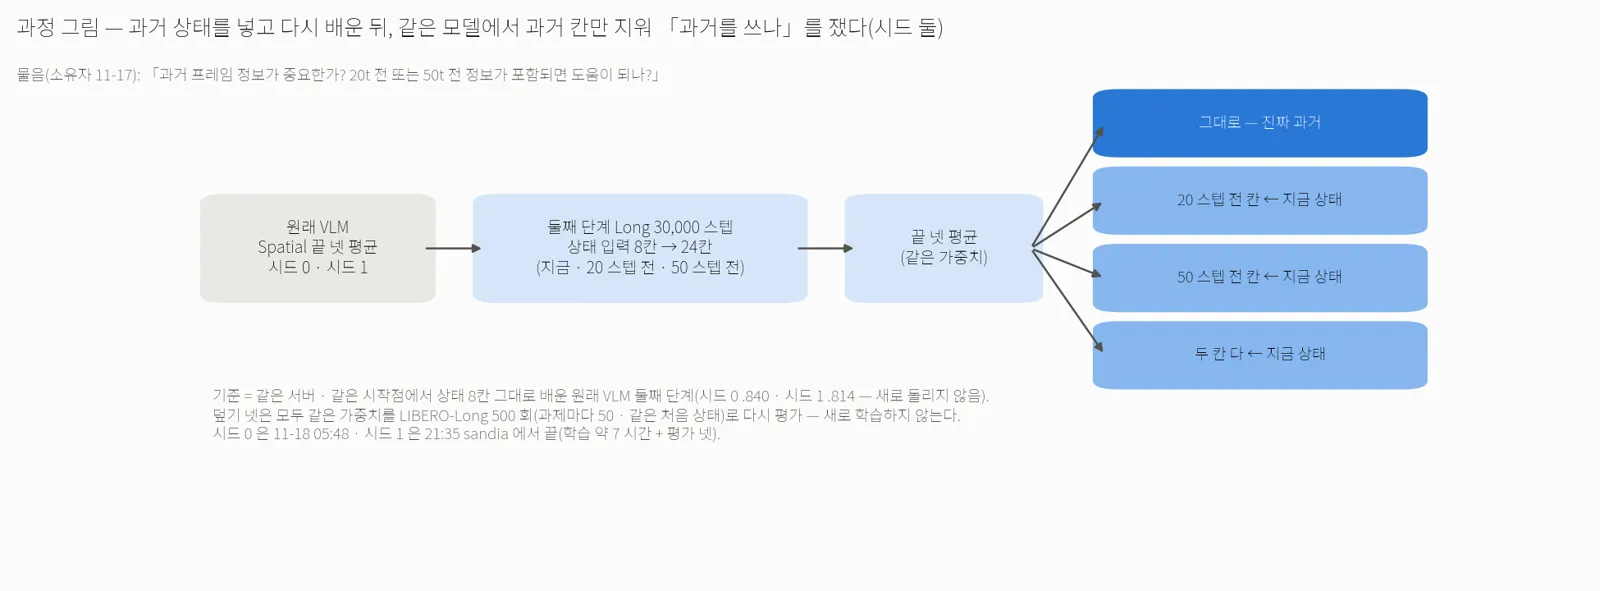 과정 그림 — 과거 상태를 넣고 다시 배운 뒤, 같은 모델에서 과거 칸만 지워 「과거를 쓰나」를 쟀다(시드 둘)
물음(소유자 11-17): 「과거 프레임 정보가 중요한가? 20t 전 또는 50t 전 정보가 포함되면 도움이 되나?」
원래 VLM
Spatial 끝 넷 평균
시드 0 · 시드 1
둘째 단계 Long 30,000 스텝
상태 입력 8칸 → 24칸
(지금 · 20 스텝 전 · 50 스텝 전)
끝 넷 평균
(같은 가중치)
그대로 — 진짜 과거
20 스텝 전 칸 ← 지금 상태
50 스텝 전 칸 ← 지금 상태
두 칸 다 ← 지금 상태
기준 = 같은 서버 · 같은 시작점에서 상태 8칸 그대로 배운 원래 VLM 둘째 단계(시드 0 .840 · 시드 1 .814 — 새로 돌리지 않음).
덮기 넷은 모두 같은 가중치를 LIBERO-Long 500 회(과제마다 50 · 같은 처음 상태)로 다시 평가 — 새로 학습하지 않는다.
시드 0 은 11-18 05:48 · 시드 1 은 21:35 sandia 에서 끝(학습 약 7 시간 + 평가 넷).